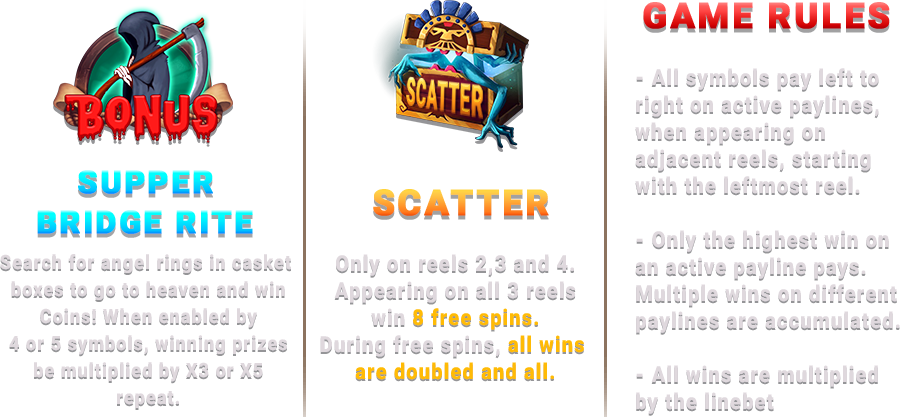 BONUS
SUPPER
BRIDGE RITE
Search for angel rings in casket
boxes to go to heaven and win
Coins! When enabled by
4 or 5 symbols, winning prizes
be multiplied by X3 or X5
repeat.
SCATTER
SCATTER
Only on reels 2,3 and 4.
Appearing on all 3 reels
win 8 free spins.
During free spins, all wins
are doubled and all.
GAME RULES
- All symbols pay left to
right on active paylines,
when appearing on
adjacent reels, starting
with the leftmost reel.
- Only the highest win on
an active payline pays.
Multiple wins on different
paylines are accumulated.
- All wins are multiplied
by the linebet